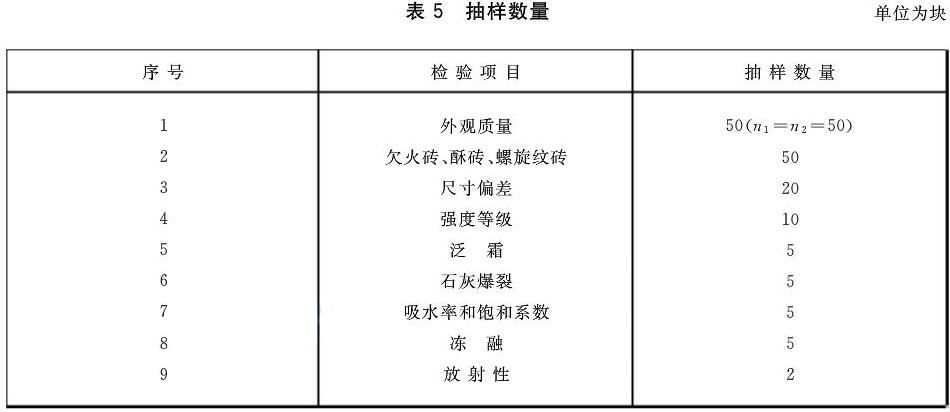 表 5 抽样数量
单位为块
序号 检验项目 抽样数量
1 外观质量 50(n₁=n₂=50)
2 欠火砖、酥砖、螺旋纹砖 50
3 尺寸偏差 20
4 强度等级 10
5 泛 霜 5
6 石灰爆裂 5
7 吸水率和饱和系数 5
8 冻 融 5
9 放射性 2